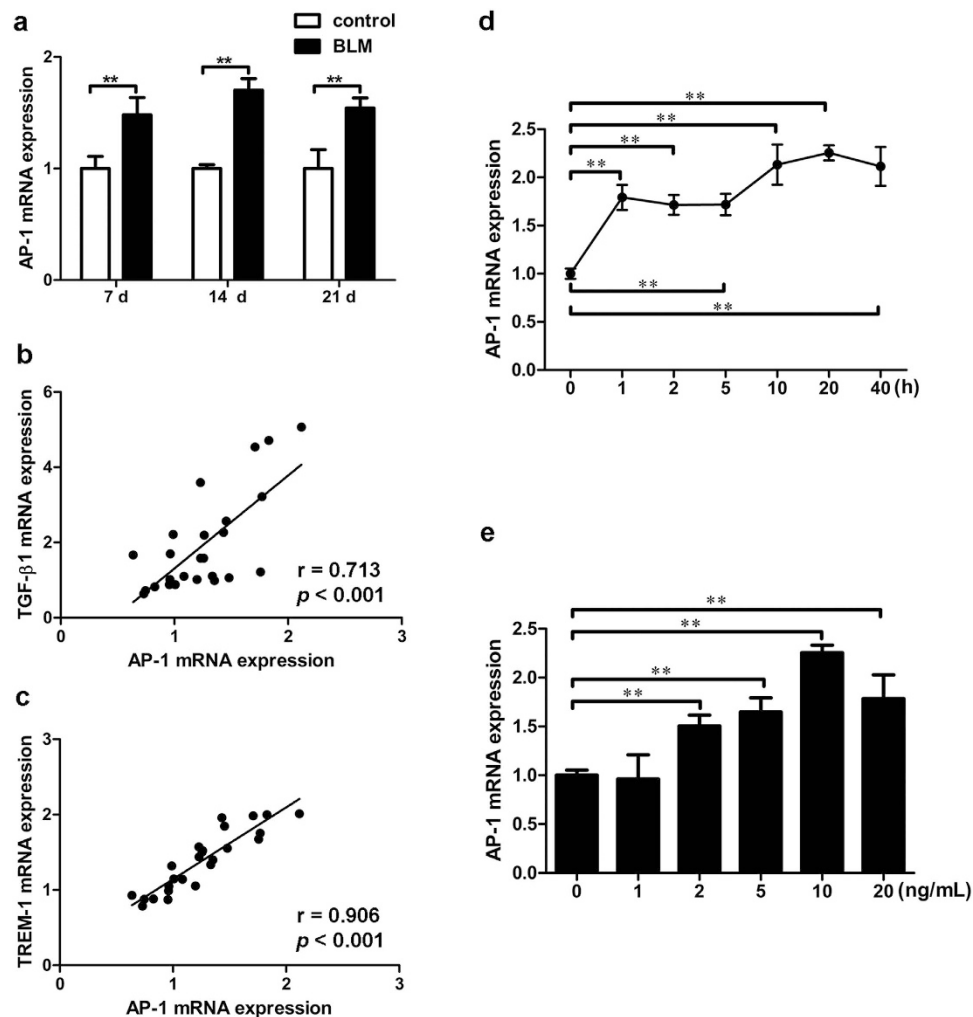 a
control
BLM
AP-1 mRNA expression
2
1
0
**
**
**
7 d
14 d
21 d
b
TGF-β1 mRNA expression
6
4
2
0
r = 0.713
p < 0.001
0
1
2
3
AP-1 mRNA expression
c
TREM-1 mRNA expression
3
2
1
0
r = 0.906
p < 0.001
0
1
2
3
AP-1 mRNA expression
d
AP-1 mRNA expression
2.5
2.0
1.5
1.0
0.5
0.0
**
**
**
**
**
**
0
1
2
5
10
20
40 (h)
e
AP-1 mRNA expression
2.5
2.0
1.5
1.0
0.5
0.0
**
**
**
**
0
1
2
5
10
20 (ng/mL)